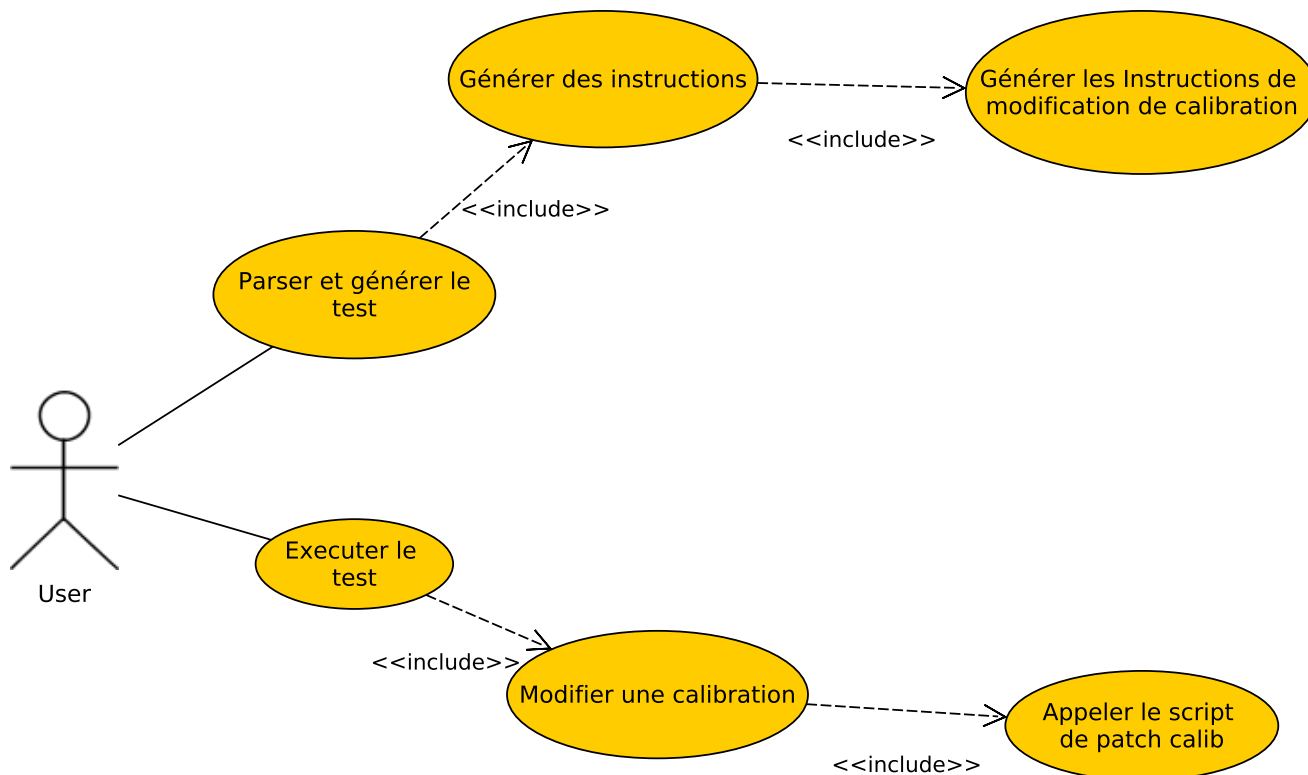 Générer des instructions
Générer les Instructions de
modification de calibration
<<include>>
<<include>>
Parser et générer le
test
User
Executer le
test
<<include>>
Modifier une calibration
Appeler le script
de patch calib
<<include>>